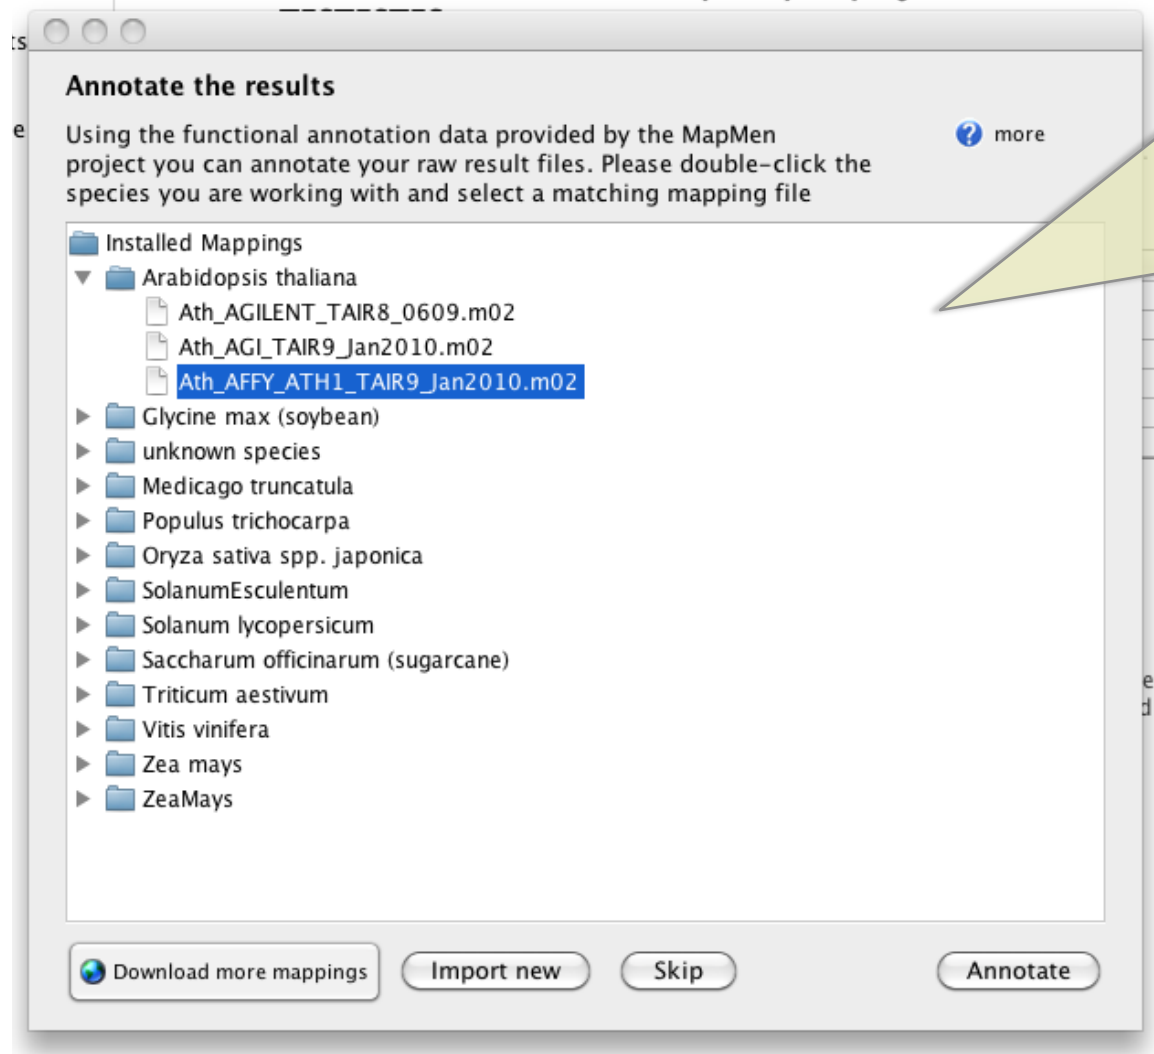 ts
Annotate the results
e
Using the functional annotation data provided by the MapMen
more
project you can annotate your raw result files. Please double-click the
species you are working with and select a matching mapping file
Installed Mappings
Arabidopsis thaliana
Ath_AGILENT_TAIR8_0609.m02
Ath_AGI_TAIR9_Jan2010.m02
Ath_AFFY_ATH1_TAIR9_Jan2010.m02
Glycine max (soybean)
unknown species
Medicago truncatula
Populus trichocarpa
Oryza sativa spp. japonica
SolanumEsculentum
Solanum lycopersicum
Saccharum officinarum (sugarcane)
e
Triticum aestivum
d
Vitis vinifera
Zea mays
ZeaMays
Download more mappings
Import new
Skip
Annotate